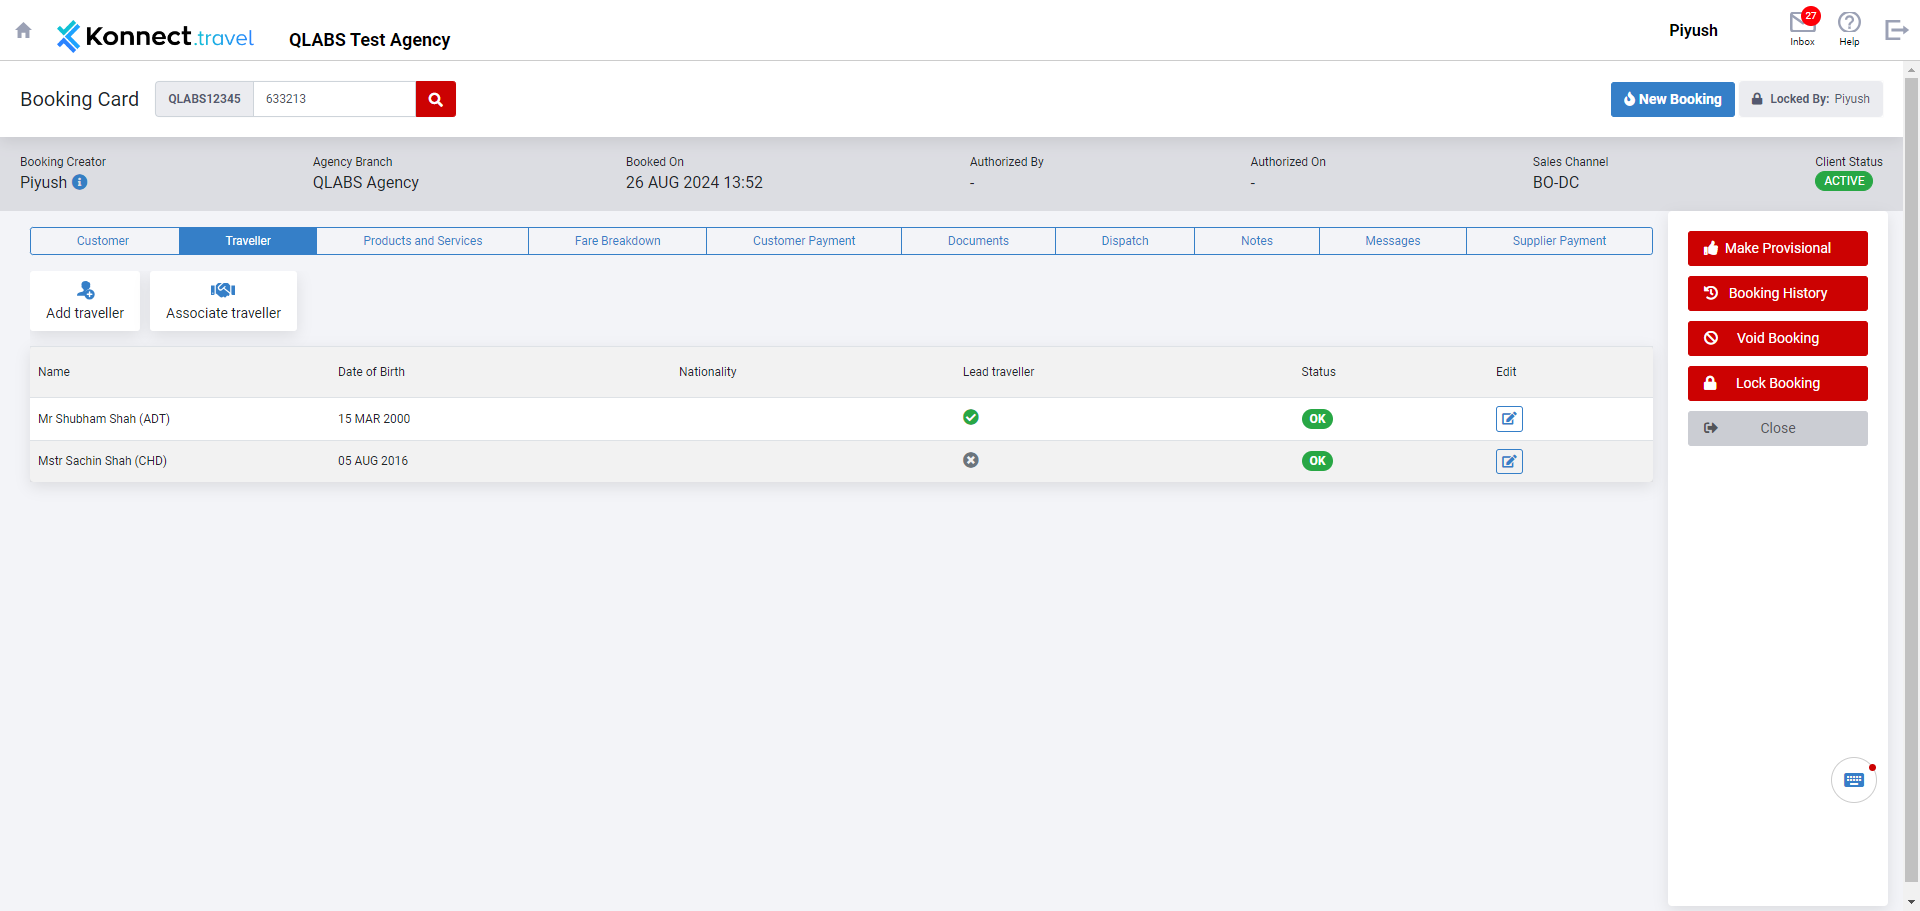 Konnect.travel QLABS Test Agency Piyush 27 Inbox Help
Booking Card QLABS12345 633213 New Booking Locked By: Piyush
Booking Creator Agency Branch Booked On Authorized By Authorized On Sales Channel Client Status
Piyush QLABS Agency 26 AUG 2024 13:52 - - BO-DC ACTIVE
Customer Traveller Products and Services Fare Breakdown Customer Payment Documents Dispatch Notes Messages Supplier Payment
Add traveller Associate traveller
Name Date of Birth Nationality Lead traveller Status Edit
Mr Shubham Shah (ADT) 15 MAR 2000 OK
Mstr Sachin Shah (CHD) 05 AUG 2016 OK
Make Provisional
Booking History
Void Booking
Lock Booking
Close